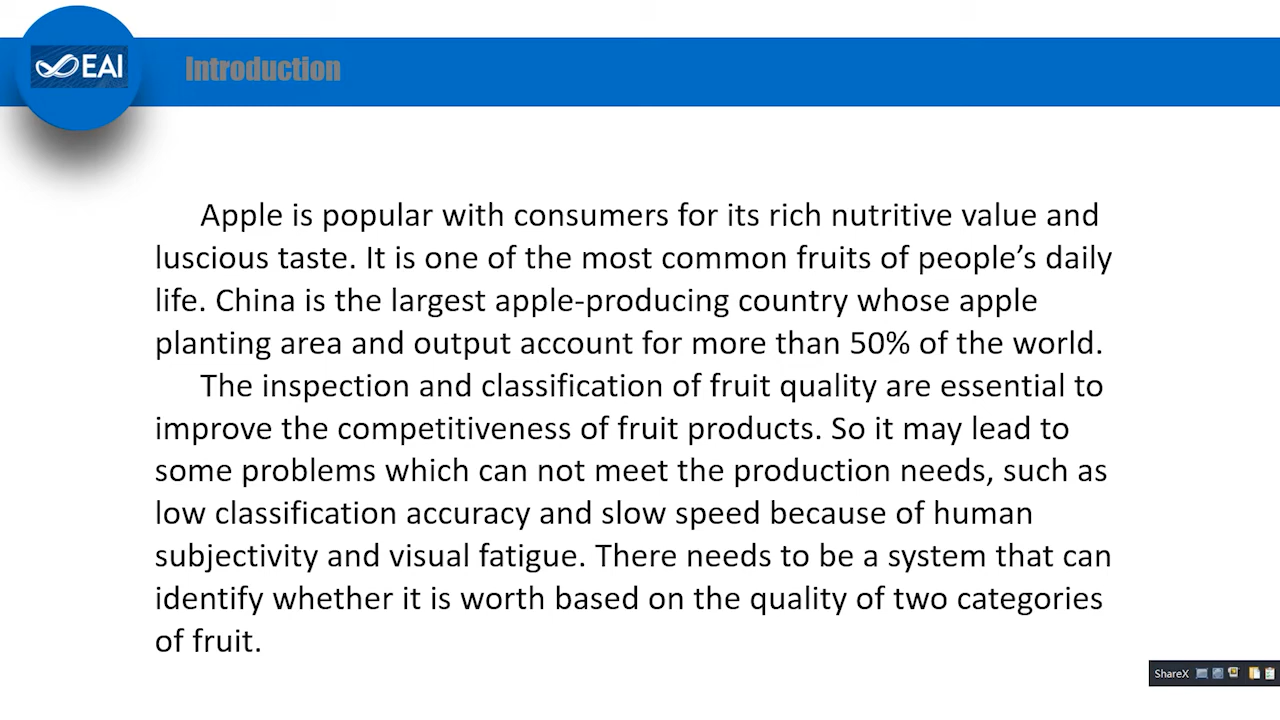 EAI
Introduction
Apple is popular with consumers for its rich nutritive value and
luscious taste. It is one of the most common fruits of people’s daily
life. China is the largest apple-producing country whose apple
planting area and output account for more than 50% of the world.
The inspection and classification of fruit quality are essential to
improve the competitiveness of fruit products. So it may lead to
some problems which can not meet the production needs, such as
low classification accuracy and slow speed because of human
subjectivity and visual fatigue. There needs to be a system that can
identify whether it is worth based on the quality of two categories
of fruit.
ShareX